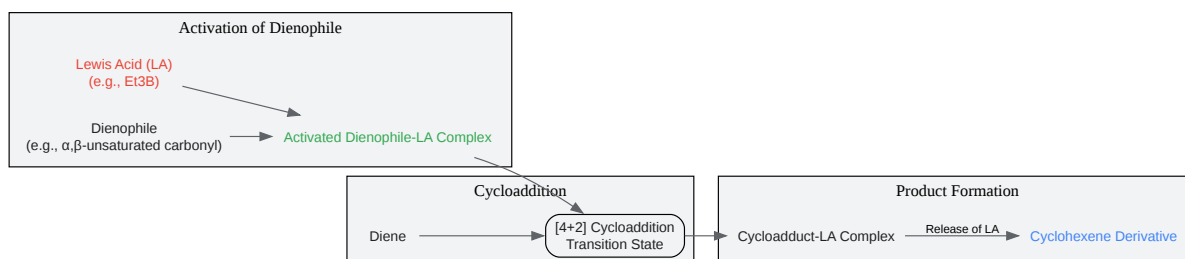 Activation of Dienophile
Lewis Acid (LA)
(e.g., Et3B)
Dienophile
(e.g., α,β-unsaturated carbonyl)
Activated Dienophile-LA Complex
Cycloaddition
Diene
[4+2] Cycloaddition
Transition State
Product Formation
Cycloadduct-LA Complex
Release of LA
Cyclohexene Derivative